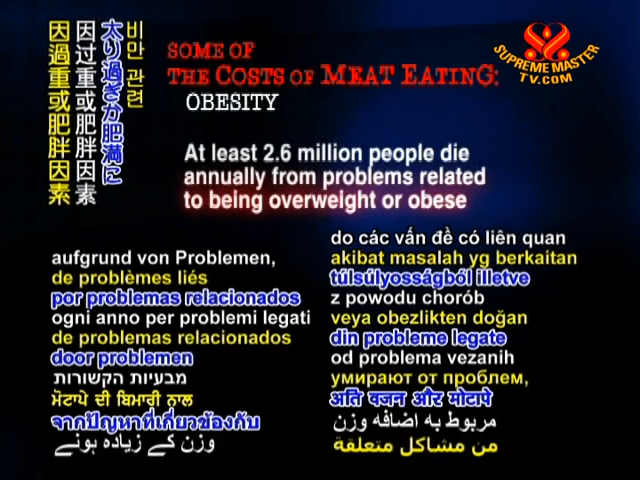 비만 관련
太り過ぎか肥満に
因过重或肥胖因素
因過重或肥胖因素
SOME OF
THE COSTS OF MEAT EATING:
OBESITY
SUPREME MASTER
TV.COM
At least 2.6 million people die
annually from problems related
to being overweight or obese
aufgrund von Problemen,
de problèmes liés
por problemas relacionados
ogni anno per problemi legati
de problemas relacionados
door problemen
מבעיות הקשורות
ਮੋਟਾਪੇ ਦੀ ਬਿਮਾਰੀ ਨਾਲ
จากปัญหาที่เกี่ยวข้องกับ
وزن کے زیادہ ہونے
do các vấn đề có liên quan
akibat masalah yg berkaitan
túlsúlyosságból illetve
z powodu chorób
veya obezlikten doğan
din probleme legate
od problema vezanih
умирают от проблем,
अति वजन और मोटापे
مربوط به اضافه وزن
من مشاكل متعلقة